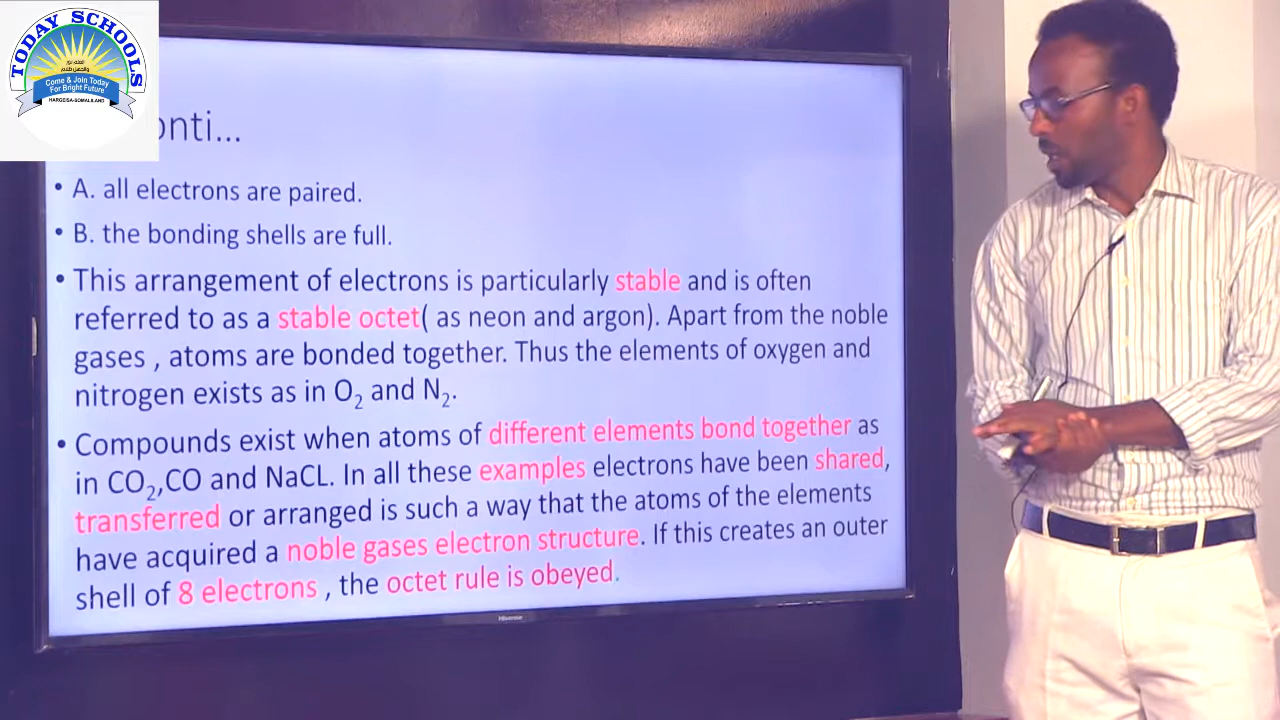 TODAY SCHOOLS
Come & Join Today
For Bright Future
HARGEISA-SOMALILAND
onti...
• A. all electrons are paired.
• B. the bonding shells are full.
• This arrangement of electrons is particularly stable and is often
referred to as a stable octet( as neon and argon). Apart from the noble
gases , atoms are bonded together. Thus the elements of oxygen and
nitrogen exists as in O₂ and N₂.
• Compounds exist when atoms of different elements bond together as
in CO₂,CO and NaCL. In all these examples electrons have been shared,
transferred or arranged is such a way that the atoms of the elements
have acquired a noble gases electron structure. If this creates an outer
shell of 8 electrons , the octet rule is obeyed.
Hisense